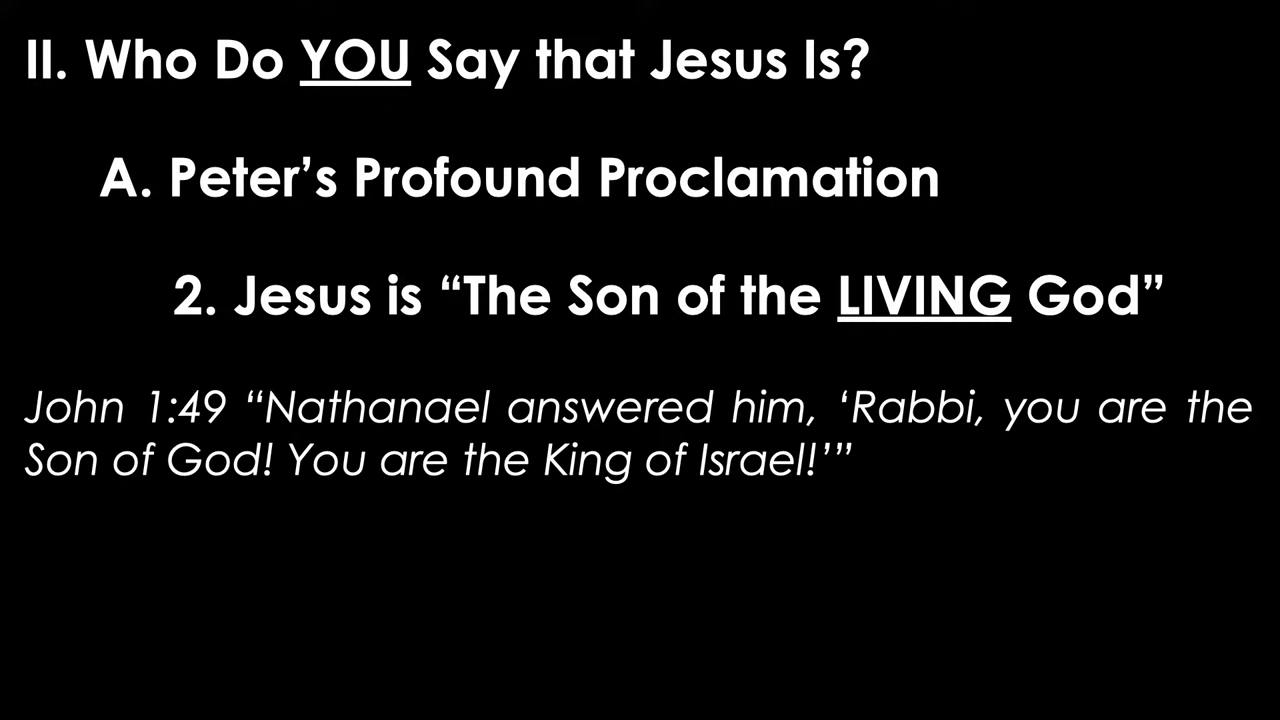 II. Who Do YOU Say that Jesus Is?
A. Peter’s Profound Proclamation
2. Jesus is “The Son of the LIVING God”
John 1:49 “Nathanael answered him, ‘Rabbi, you are the
Son of God! You are the King of Israel!’”